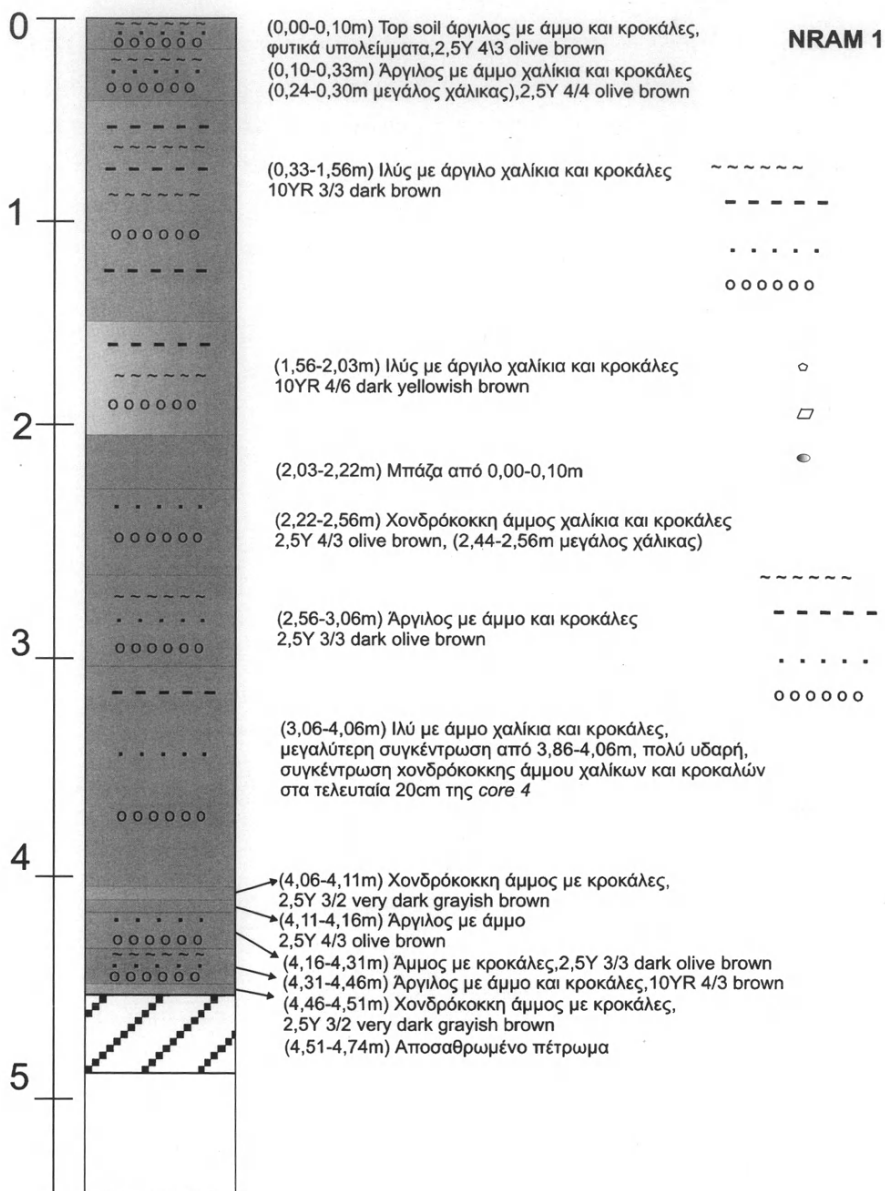 NRAM 1
0
(0,00-0,10m) Top soil άργιλος με άμμο και κροκάλες,
φυτικά υπολείμματα,2,5Y 4\3 olive brown
(0,10-0,33m) Άργιλος με άμμο χαλίκια και κροκάλες
(0,24-0,30m μεγάλος χάλικας),2,5Y 4/4 olive brown
(0,33-1,56m) Ιλύς με άργιλο χαλίκια και κροκάλες
10YR 3/3 dark brown
1
(1,56-2,03m) Ιλύς με άργιλο χαλίκια και κροκάλες
10YR 4/6 dark yellowish brown
2
(2,03-2,22m) Μπάζα από 0,00-0,10m
(2,22-2,56m) Χονδρόκοκκη άμμος χαλίκια και κροκάλες
2,5Y 4/3 olive brown, (2,44-2,56m μεγάλος χάλικας)
(2,56-3,06m) Άργιλος με άμμο και κροκάλες
2,5Y 3/3 dark olive brown
3
(3,06-4,06m) Ιλύ με άμμο χαλίκια και κροκάλες,
μεγαλύτερη συγκέντρωση από 3,86-4,06m, πολύ υδαρή,
συγκέντρωση χονδρόκοκκης άμμου χαλίκων και κροκαλών
στα τελευταία 20cm της core 4
4
(4,06-4,11m) Χονδρόκοκκη άμμος με κροκάλες,
2,5Y 3/2 very dark grayish brown
(4,11-4,16m) Άργιλος με άμμο
2,5Y 4/3 olive brown
(4,16-4,31m) Άμμος με κροκάλες,2,5Y 3/3 dark olive brown
(4,31-4,46m) Άργιλος με άμμο και κροκάλες,10YR 4/3 brown
(4,46-4,51m) Χονδρόκοκκη άμμος με κροκάλες,
2,5Y 3/2 very dark grayish brown
(4,51-4,74m) Αποσαθρωμένο πέτρωμα
5